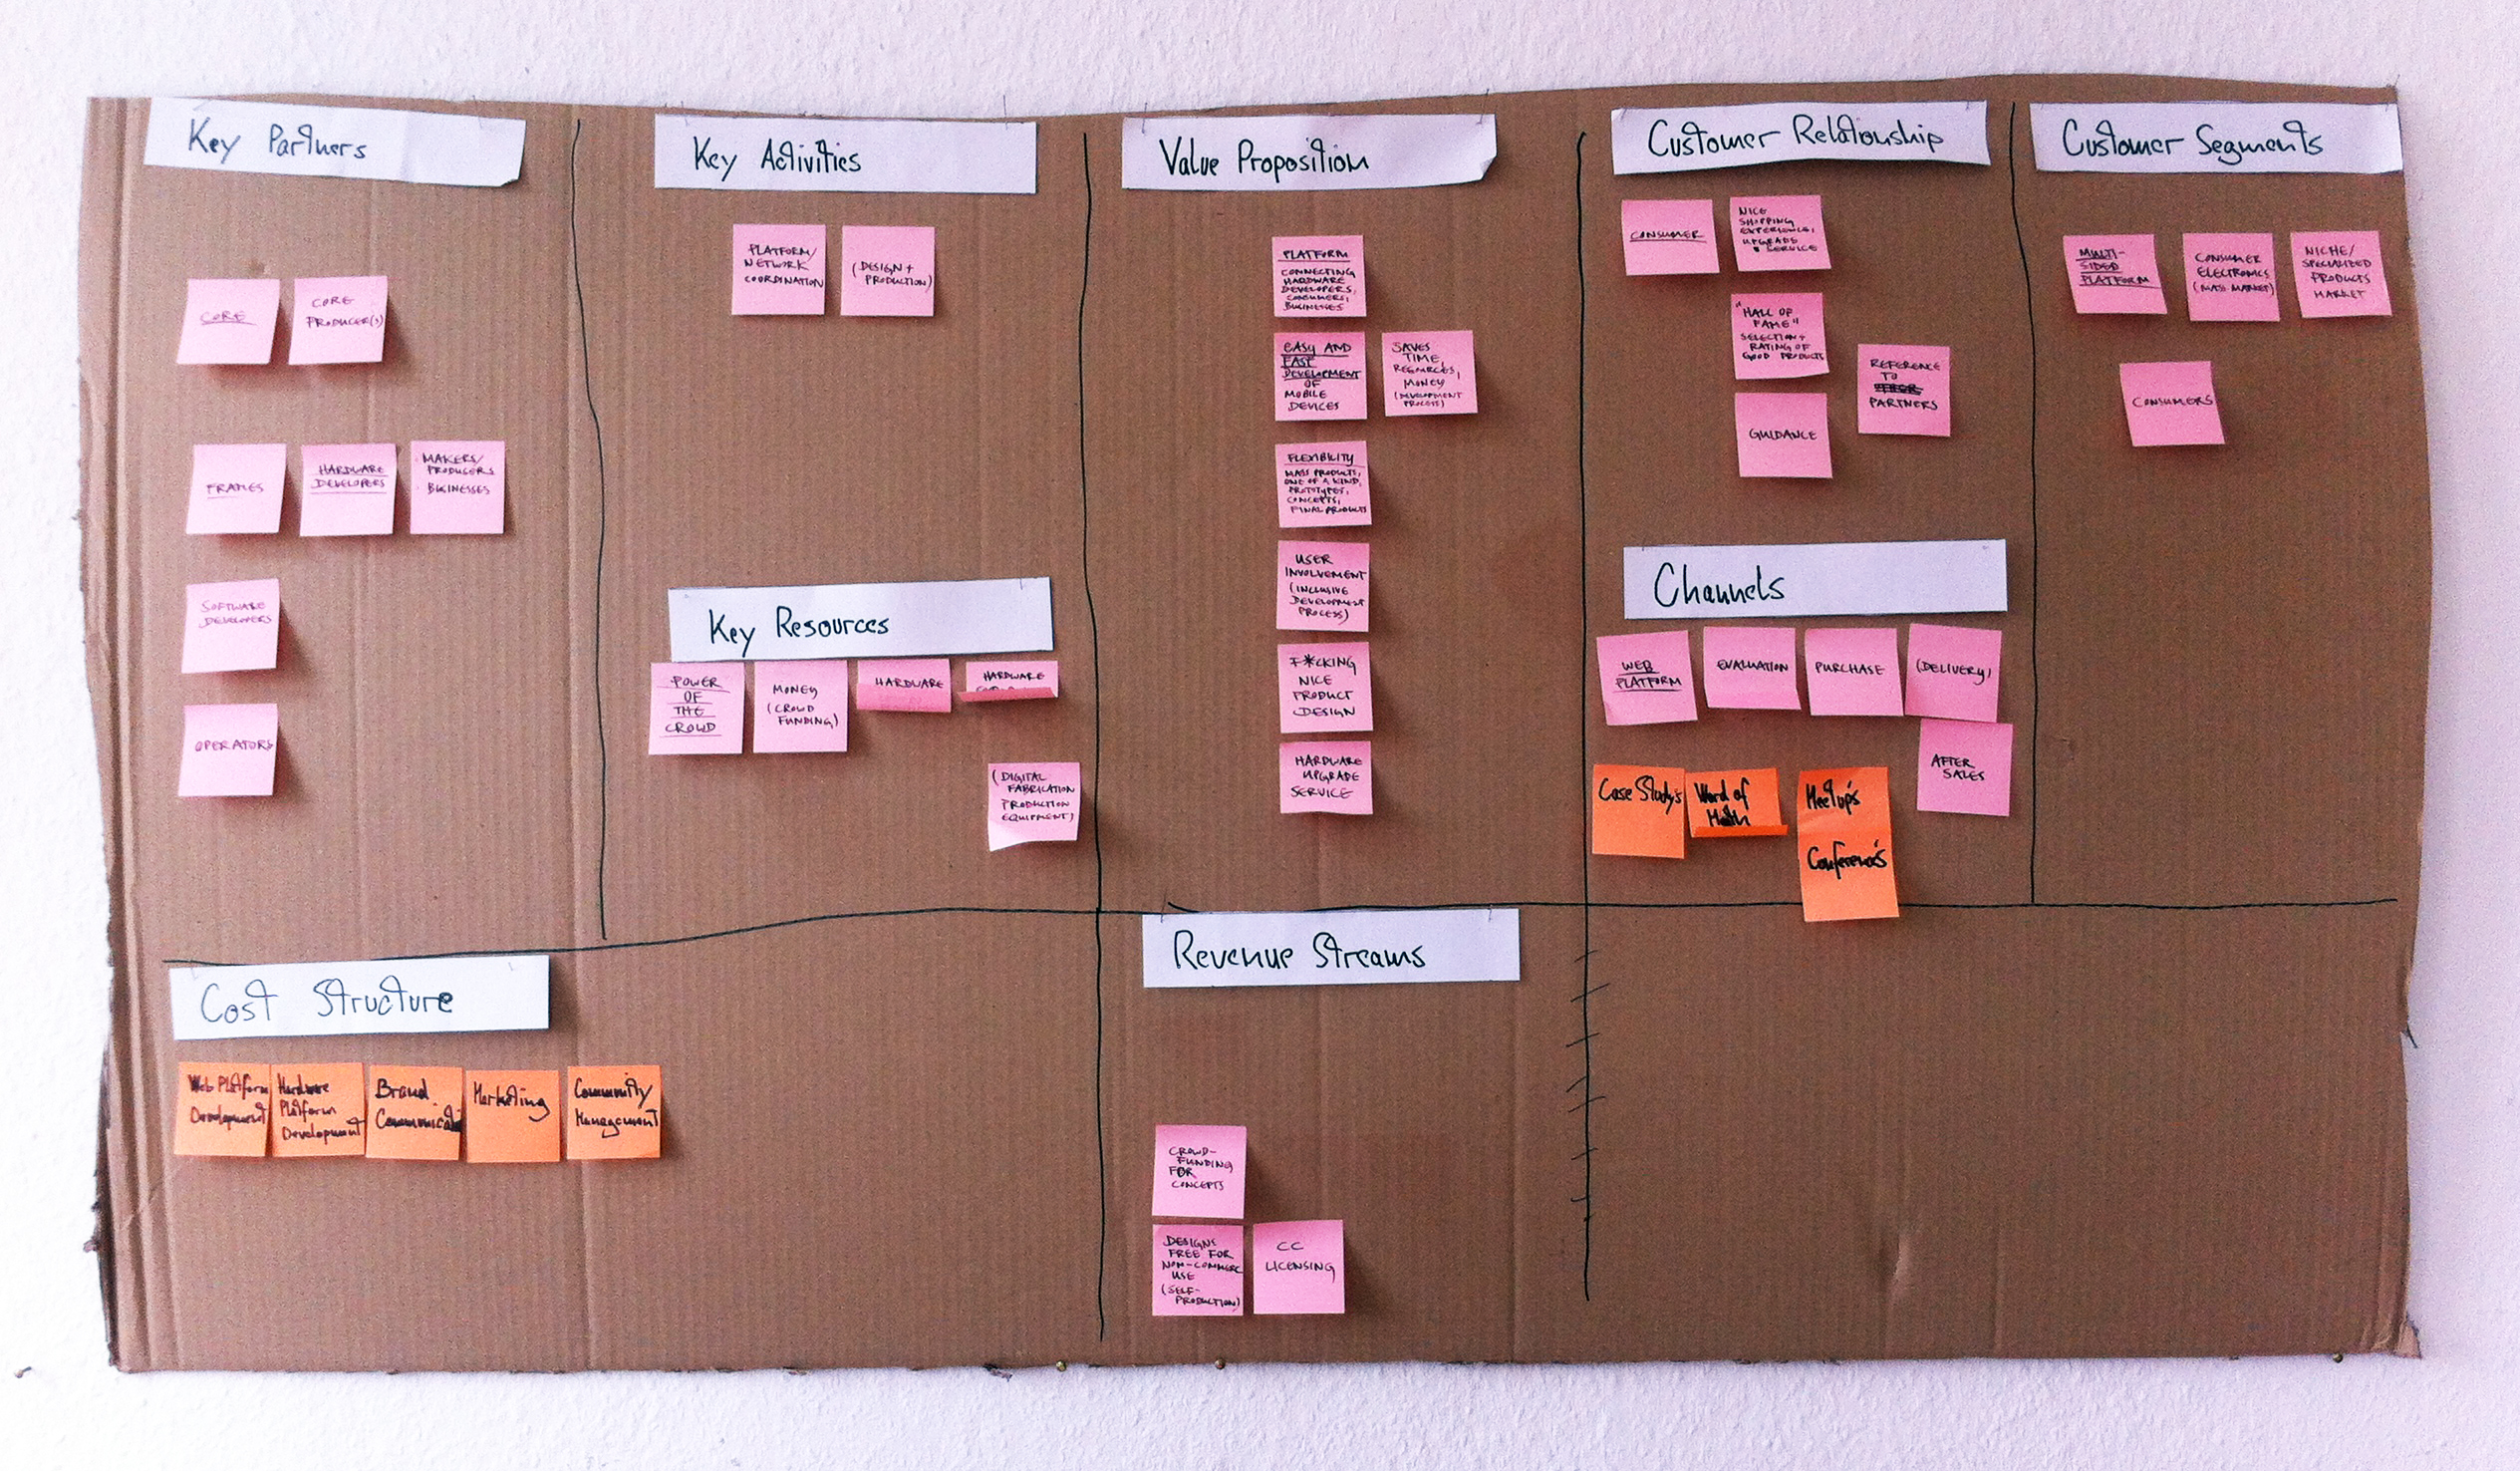 Key Partners
CORE
CORE
PRODUCER(S)
FRAMES
HARDWARE
DEVELOPERS
MAKERS/
PRODUCERS
BUSINESSES
SOFTWARE
DEVELOPERS
OPERATORS
Key Activities
PLATFORM/
NETWORK
COORDINATION
(DESIGN +
PRODUCTION)
Key Resources
POWER
OF
THE
CROWD
MONEY
(CROWD
FUNDING)
HARDWARE
HARDWARE
(DIGITAL
FABRICATION
PRODUCTION
EQUIPMENT)
Value Proposition
PLATFORM
CONNECTING
HARDWARE
DEVELOPERS,
CONSUMERS,
BUSINESSES
EASY AND
FAST
DEVELOPMENT
OF
MOBILE
DEVICES
SAVES
TIME,
RESOURCES,
MONEY
(DEVELOPMENT
PROCESS)
FLEXIBILITY
MASS PRODUCTS,
ONE OF A KIND,
PROTOTYPES,
CONCEPTS,
FINAL PRODUCTS
USER
INVOLVEMENT
(INCLUSIVE
DEVELOPMENT
PROCESS)
F*CKING
NICE
PRODUCT
DESIGN
HARDWARE
UPGRADE
SERVICE
Customer Relationship
CONSUMER
NICE
SHOPPING
EXPERIENCE,
UPGRADE
SERVICE
"HALL OF
FAME"
SELECTION +
RATING OF
GOOD PRODUCTS
GUIDANCE
REFERENCE
TO
PARTNERS
Channels
WEB
PLATFORM
EVALUATION
PURCHASE
(DELIVERY)
AFTER
SALES
Case Study's
Word of
Meetup's
Conference's
Customer Segments
MULTI-
SIDED
PLATFORM
CONSUMER
ELECTRONICS
(MASS MARKET)
NICHE/
SPECIALIZED
PRODUCTS
MARKET
CONSUMERS
Cost Structure
Web Platform
Development
Hardware
Platform
Development
Brand
Marketing
Community
Management
Revenue Streams
CROWD-
FUNDING
FOR
CONCEPTS
DESIGNS
FREE FOR
NON-COMMERC
USE
(SELF-
PRODUCTION)
CC
LICENSING